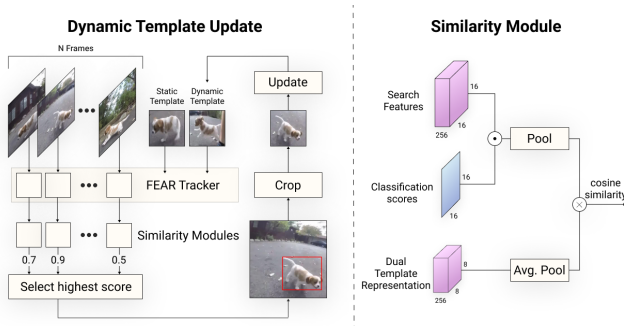 Dynamic Template Update
N Frames
Static
Template
Dynamic
Template
Update
FEAR Tracker
Crop
Similarity Modules
0.7
0.9
0.5
Select highest score
Similarity Module
Search
Features
16
16
256
Pool
Classification
scores
16
16
cosine
similarity
Dual
Template
Representation
8
8
256
Avg. Pool